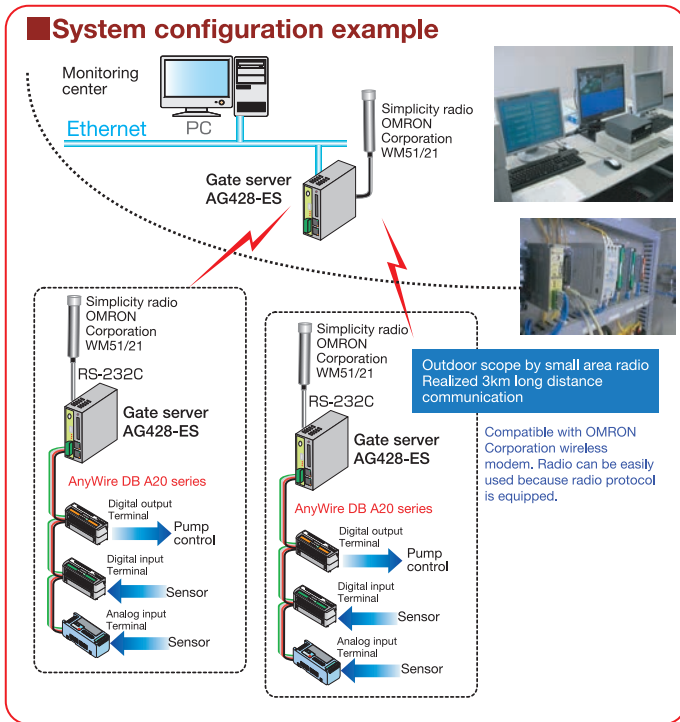 System configuration example
Monitoring
center
Ethernet
PC
Simplicity radio
OMRON
Corporation
WM51/21
Gate server
AG428-ES
Simplicity radio
OMRON
Corporation
WM51/21
RS-232C
Gate server
AG428-ES
AnyWire DB A20 series
Digital output
Terminal
Pump
control
Digital input
Terminal
Sensor
Analog input
Terminal
Sensor
Simplicity radio
OMRON
Corporation
WM51/21
RS-232C
Gate server
AG428-ES
AnyWire DB A20 series
Digital output
Terminal
Pump
control
Digital input
Terminal
Sensor
Analog input
Terminal
Sensor
Outdoor scope by small area radio
Realized 3km long distance
communication
Compatible with OMRON
Corporation wireless
modem. Radio can be easily
used because radio protocol
is equipped.